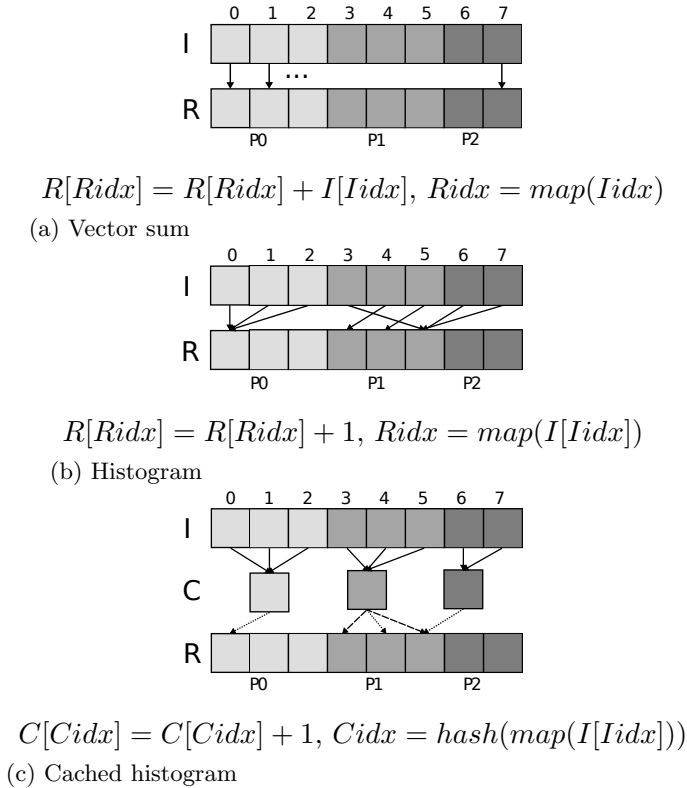 0 1 2 3 4 5 6 7
I
...
R
P0 P1 P2
R[Ridx] = R[Ridx] + I[Iidx], Ridx = map(Iidx)
(a) Vector sum
0 1 2 3 4 5 6 7
I
R
P0 P1 P2
R[Ridx] = R[Ridx] + 1, Ridx = map(I[Iidx])
(b) Histogram
0 1 2 3 4 5 6 7
I
C
R
P0 P1 P2
C[Cidx] = C[Cidx] + 1, Cidx = hash(map(I[Iidx]))
(c) Cached histogram